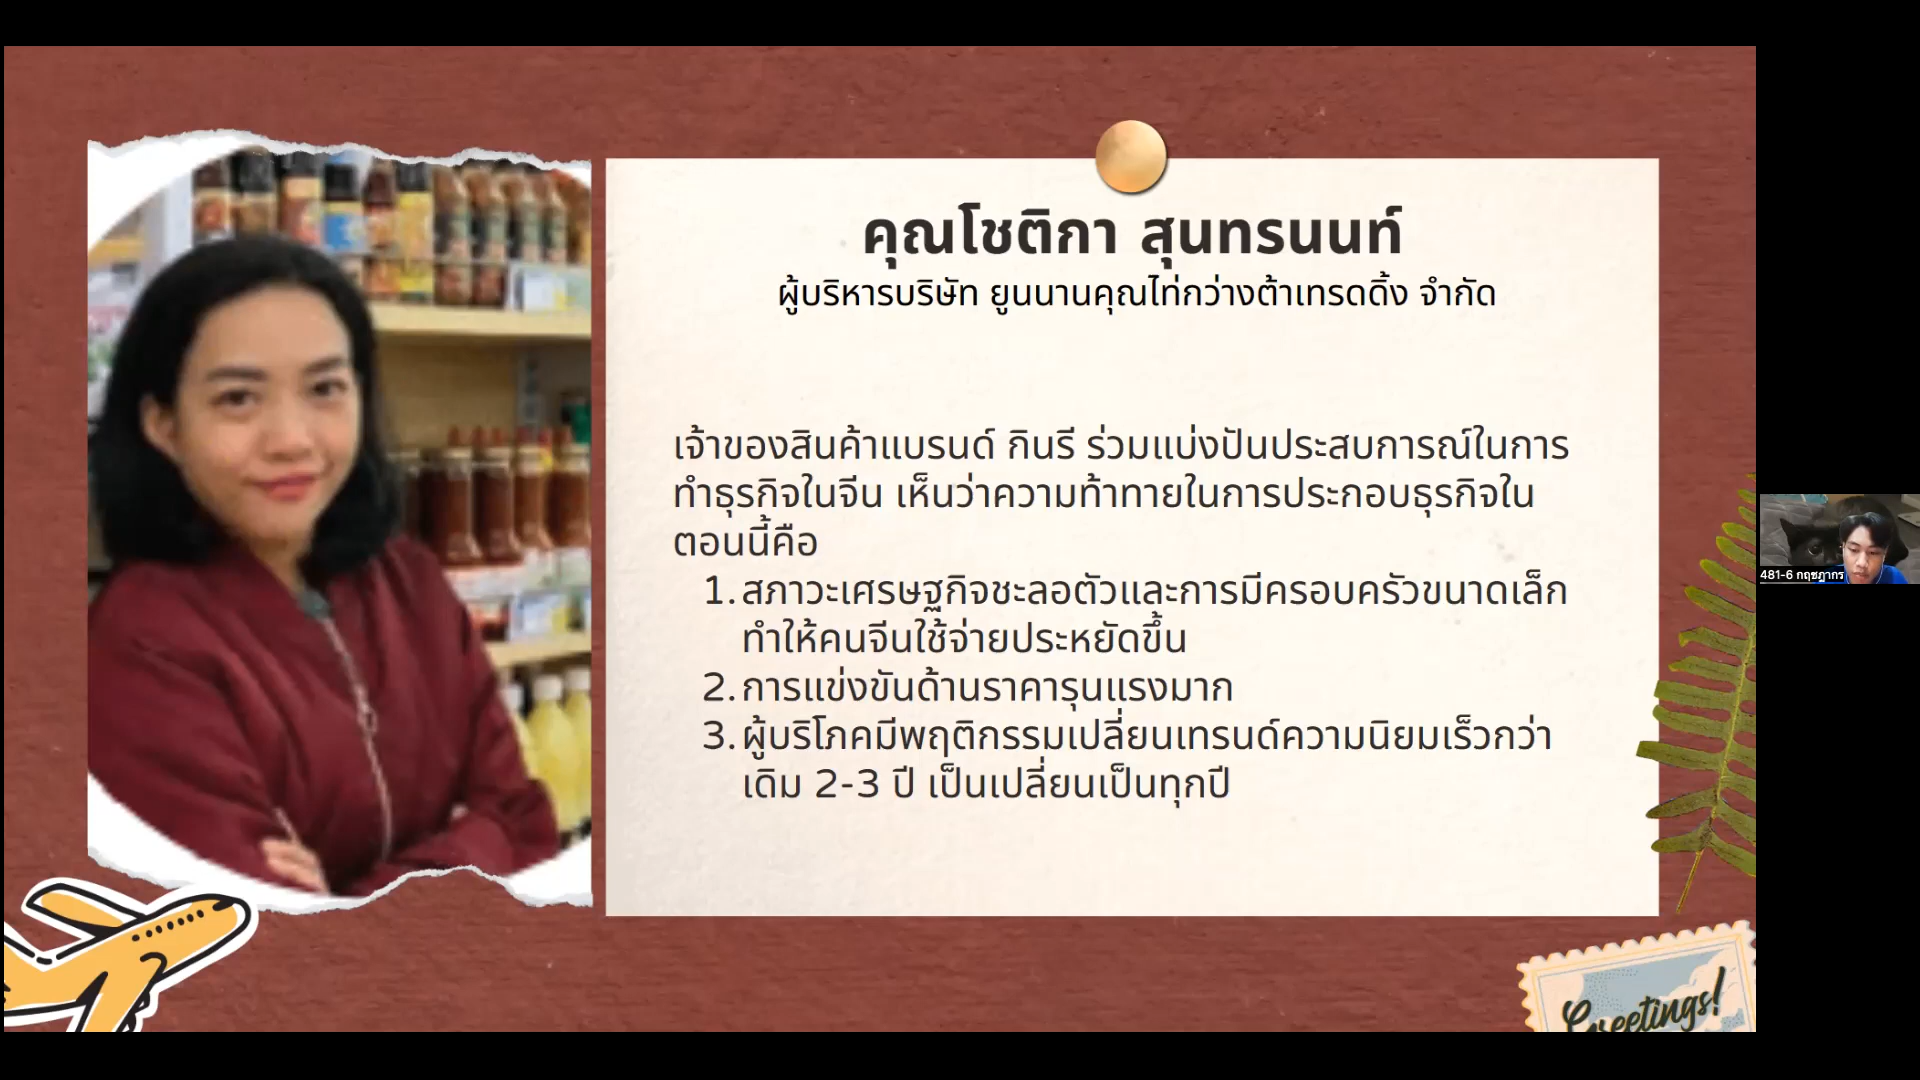 คุณโชติกา สุนทรนนท์
ผู้บริหารบริษัท ยูนนานคุณไท่กว่างต้าเทรดดิ้ง จำกัด
เจ้าของสินค้าแบรนด์ กินรี ร่วมแบ่งปันประสบการณ์ในการ
ทำธุรกิจในจีน เห็นว่าความท้าทายในการประกอบธุรกิจใน
ตอนนี้คือ
1. สภาวะเศรษฐกิจชะลอตัวและการมีครอบครัวขนาดเล็ก
ทำให้คนจีนใช้จ่ายประหยัดขึ้น
2. การแข่งขันด้านราคารุนแรงมาก
3. ผู้บริโภคมีพฤติกรรมเปลี่ยนเทรนด์ความนิยมเร็วกว่า
เดิม 2-3 ปี เป็นเปลี่ยนเป็นทุกปี
481-6 กฤชฎากร
Greetings!